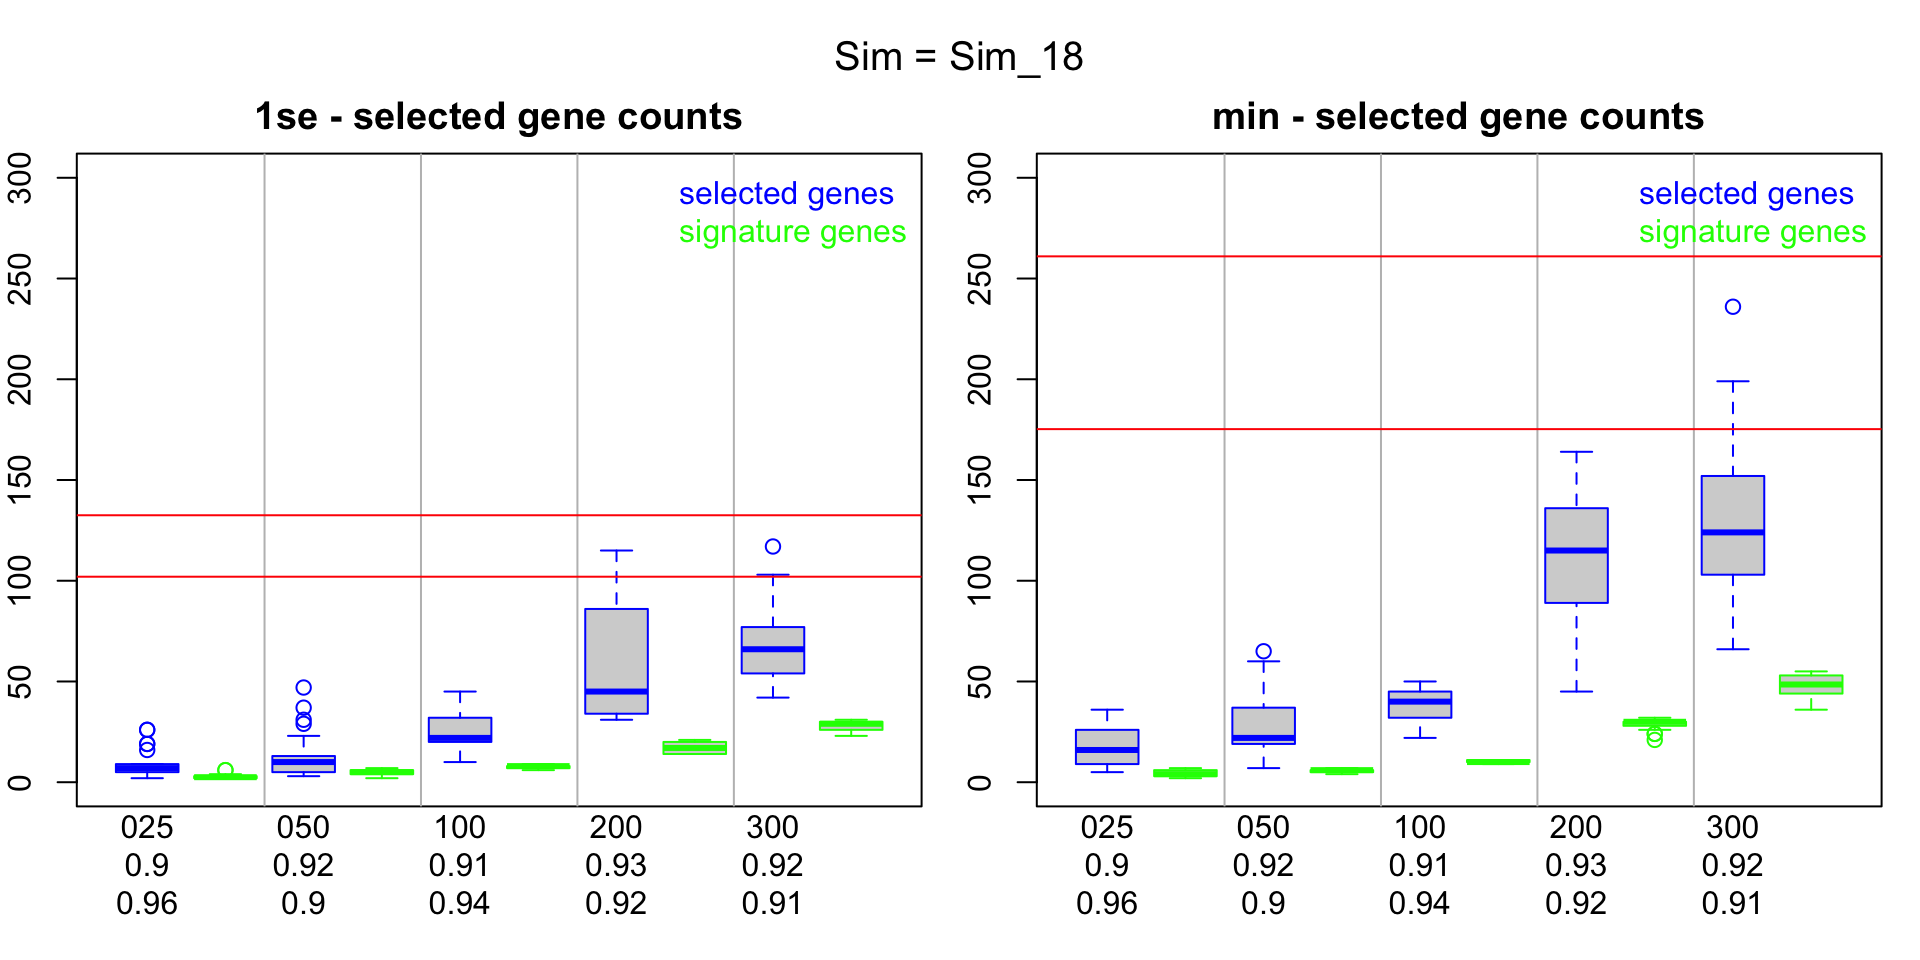 Sim = Sim_18
1se - selected gene counts
300
250
200
150
100
50
0
selected genes
signature genes
025 050 100 200 300
0.9 0.92 0.91 0.93 0.92
0.96 0.9 0.94 0.92 0.91
min - selected gene counts
300
250
200
150
100
50
0
selected genes
signature genes
025 050 100 200 300
0.9 0.92 0.91 0.93 0.92
0.96 0.9 0.94 0.92 0.91